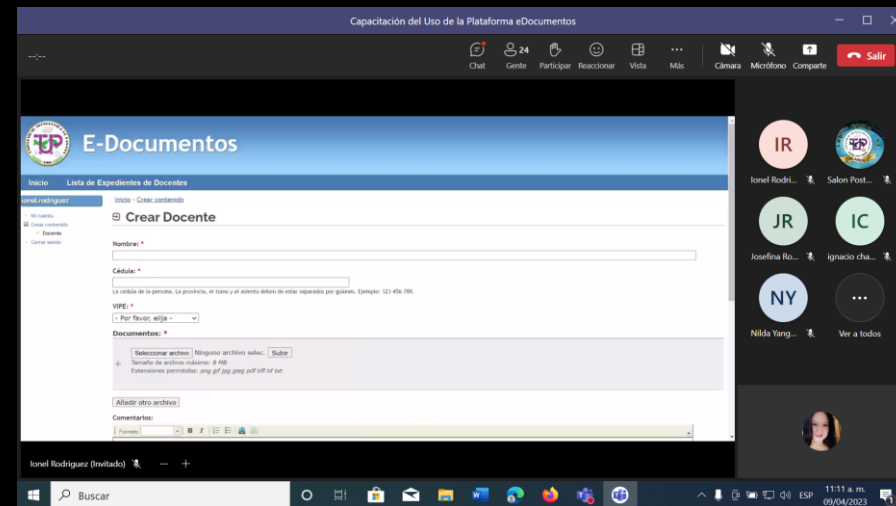 Capacitación del Uso de la Plataforma eDocumentos
--:--
Chat
24
Gente
Participar
Reaccionar
Vista
Más
Cámara
Micrófono
Comparte
Salir
E-Documentos
Inicio Lista de Expedientes de Docentes
ionel.rodriguez
Mi cuenta
Crear contenido
Docente
Cerrar sesión
Inicio » Crear contenido
Crear Docente
Nombre: *
Cédula: *
La cédula de la persona. La provincia, el tomo y el asiento deben de estar separados por guiones. Ejemplo: 123-456-789.
VIPE: *
- Por favor, elija -
Documentos: *
Seleccionar archivo Ninguno archivo selec. Subir
Tamaño de archivo máximo: 8 MB
Extensiones permitidas: png gif jpg jpeg pdf tiff tif txt
Añadir otro archivo
Comentarios:
Formato
B I
Ionel Rodriguez (Invitado)
IR
Ionel Rodri...
Salon Post...
JR
Josefina Ro...
IC
ignacio cha...
NY
Nilda Yang...
Ver a todos
Buscar
ESP
11:11 a. m.
09/04/2023